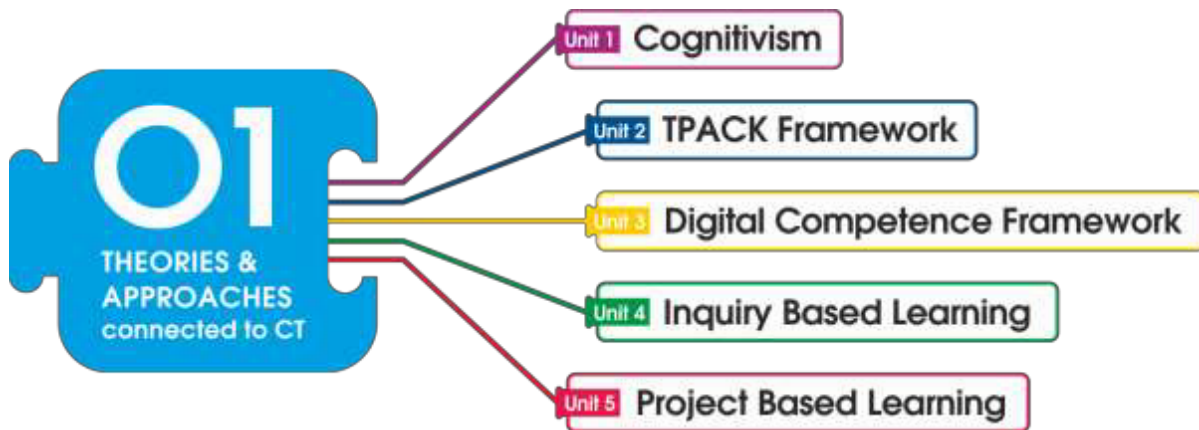 01
THEORIES &
APPROACHES
connected to CT
Unit 1 Cognitivism
Unit 2 TPACK Framework
Unit 3 Digital Competence Framework
Unit 4 Inquiry Based Learning
Unit 5 Project Based Learning